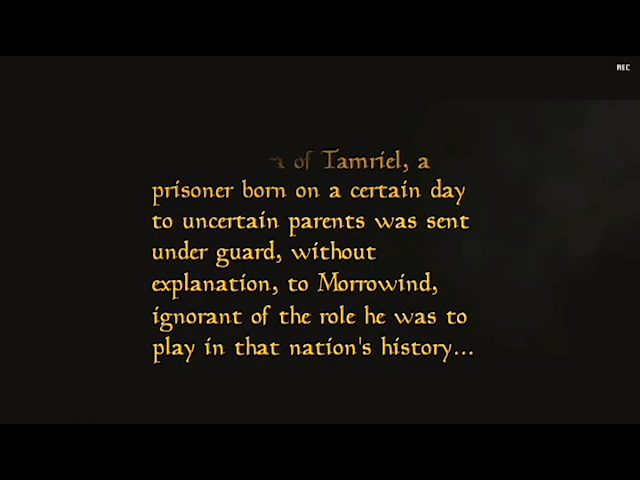 REC
of Tamriel, a
prisoner born on a certain day
to uncertain parents was sent
under guard, without
explanation, to Morrowind,
ignorant of the role he was to
play in that nation's history...